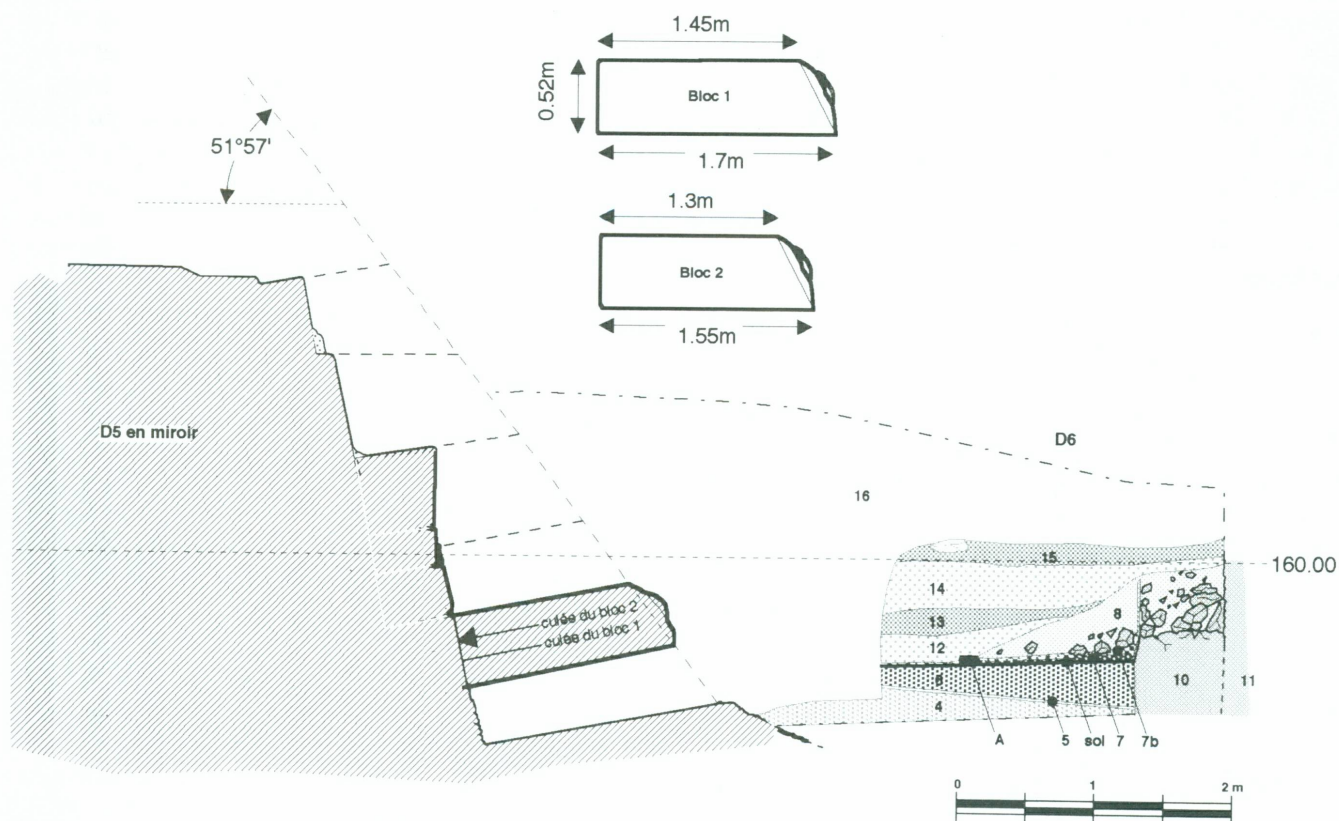 1.45m
0.52m
Bloc 1
1.7m
51°57'
1.3m
Bloc 2
1.55m
D5 en miroir
D6
16
160.00
15
14
13
8
12
culée du bloc 2
culée du bloc 1
6
10
11
4
A
5
sol
7
7b
0
1
2 m